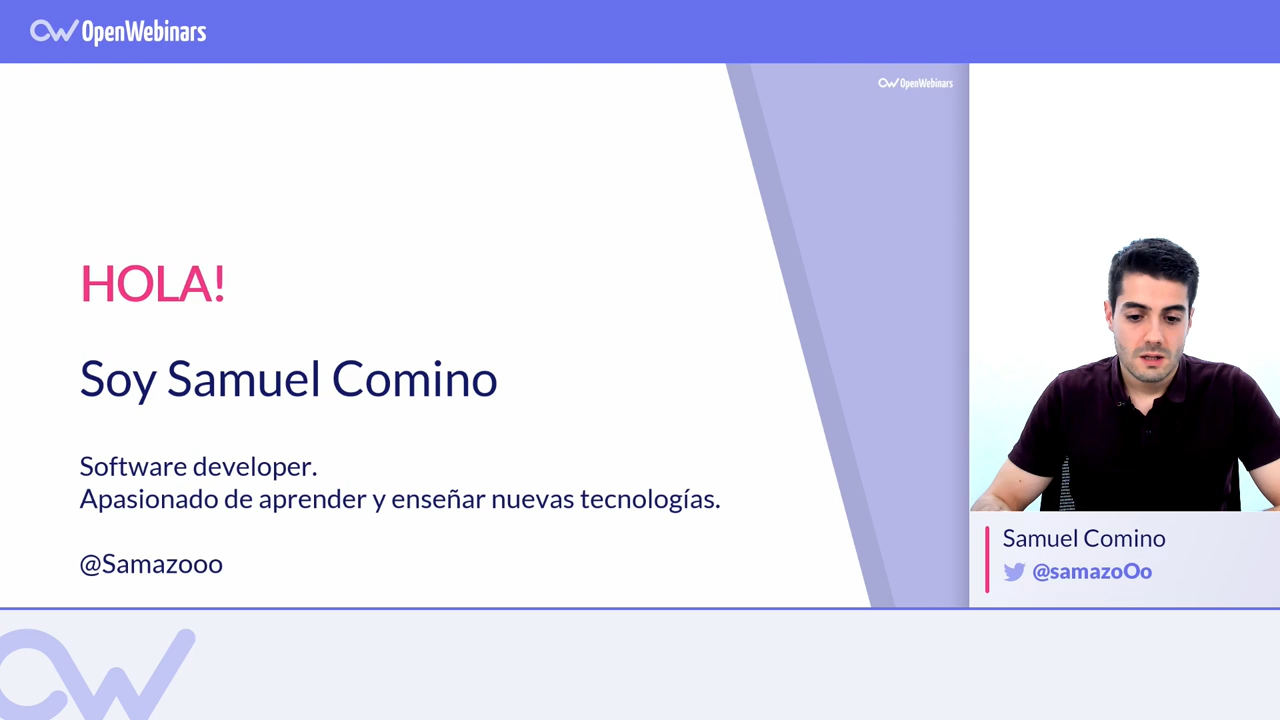 OpenWebinars
OpenWebinars
HOLA!
Soy Samuel Comino
Software developer.
Apasionado de aprender y enseñar nuevas tecnologías.
@Samazooo
Samuel Comino
@samazoOo